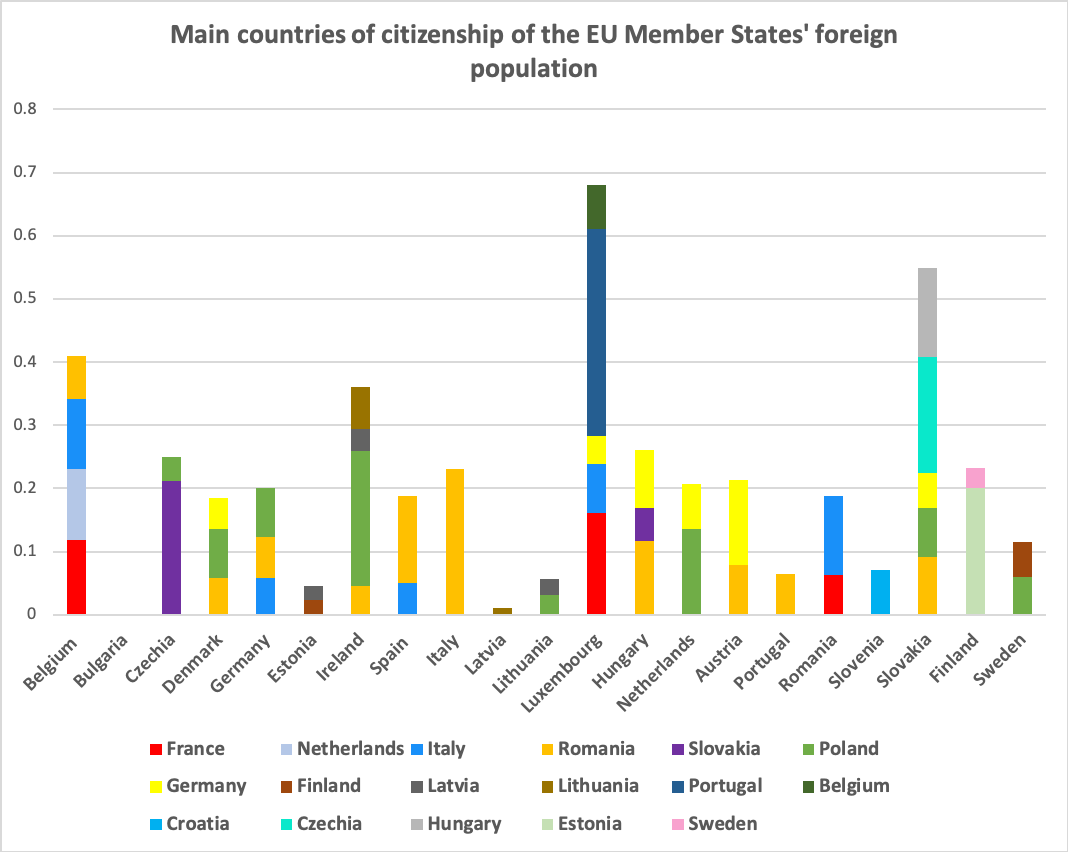 Main countries of citizenship of the EU Member States' foreign
population
0.8
0.7
0.6
0.5
0.4
0.3
0.2
0.1
0
Belgium
Bulgaria
Czechia
Denmark
Germany
Estonia
Ireland
Spain
Italy
Latvia
Lithuania
Luxembourg
Hungary
Netherlands
Austria
Portugal
Romania
Slovenia
Slovakia
Finland
Sweden
France Netherlands Italy Romania Slovakia Poland
Germany Finland Latvia Lithuania Portugal Belgium
Croatia Czechia Hungary Estonia Sweden